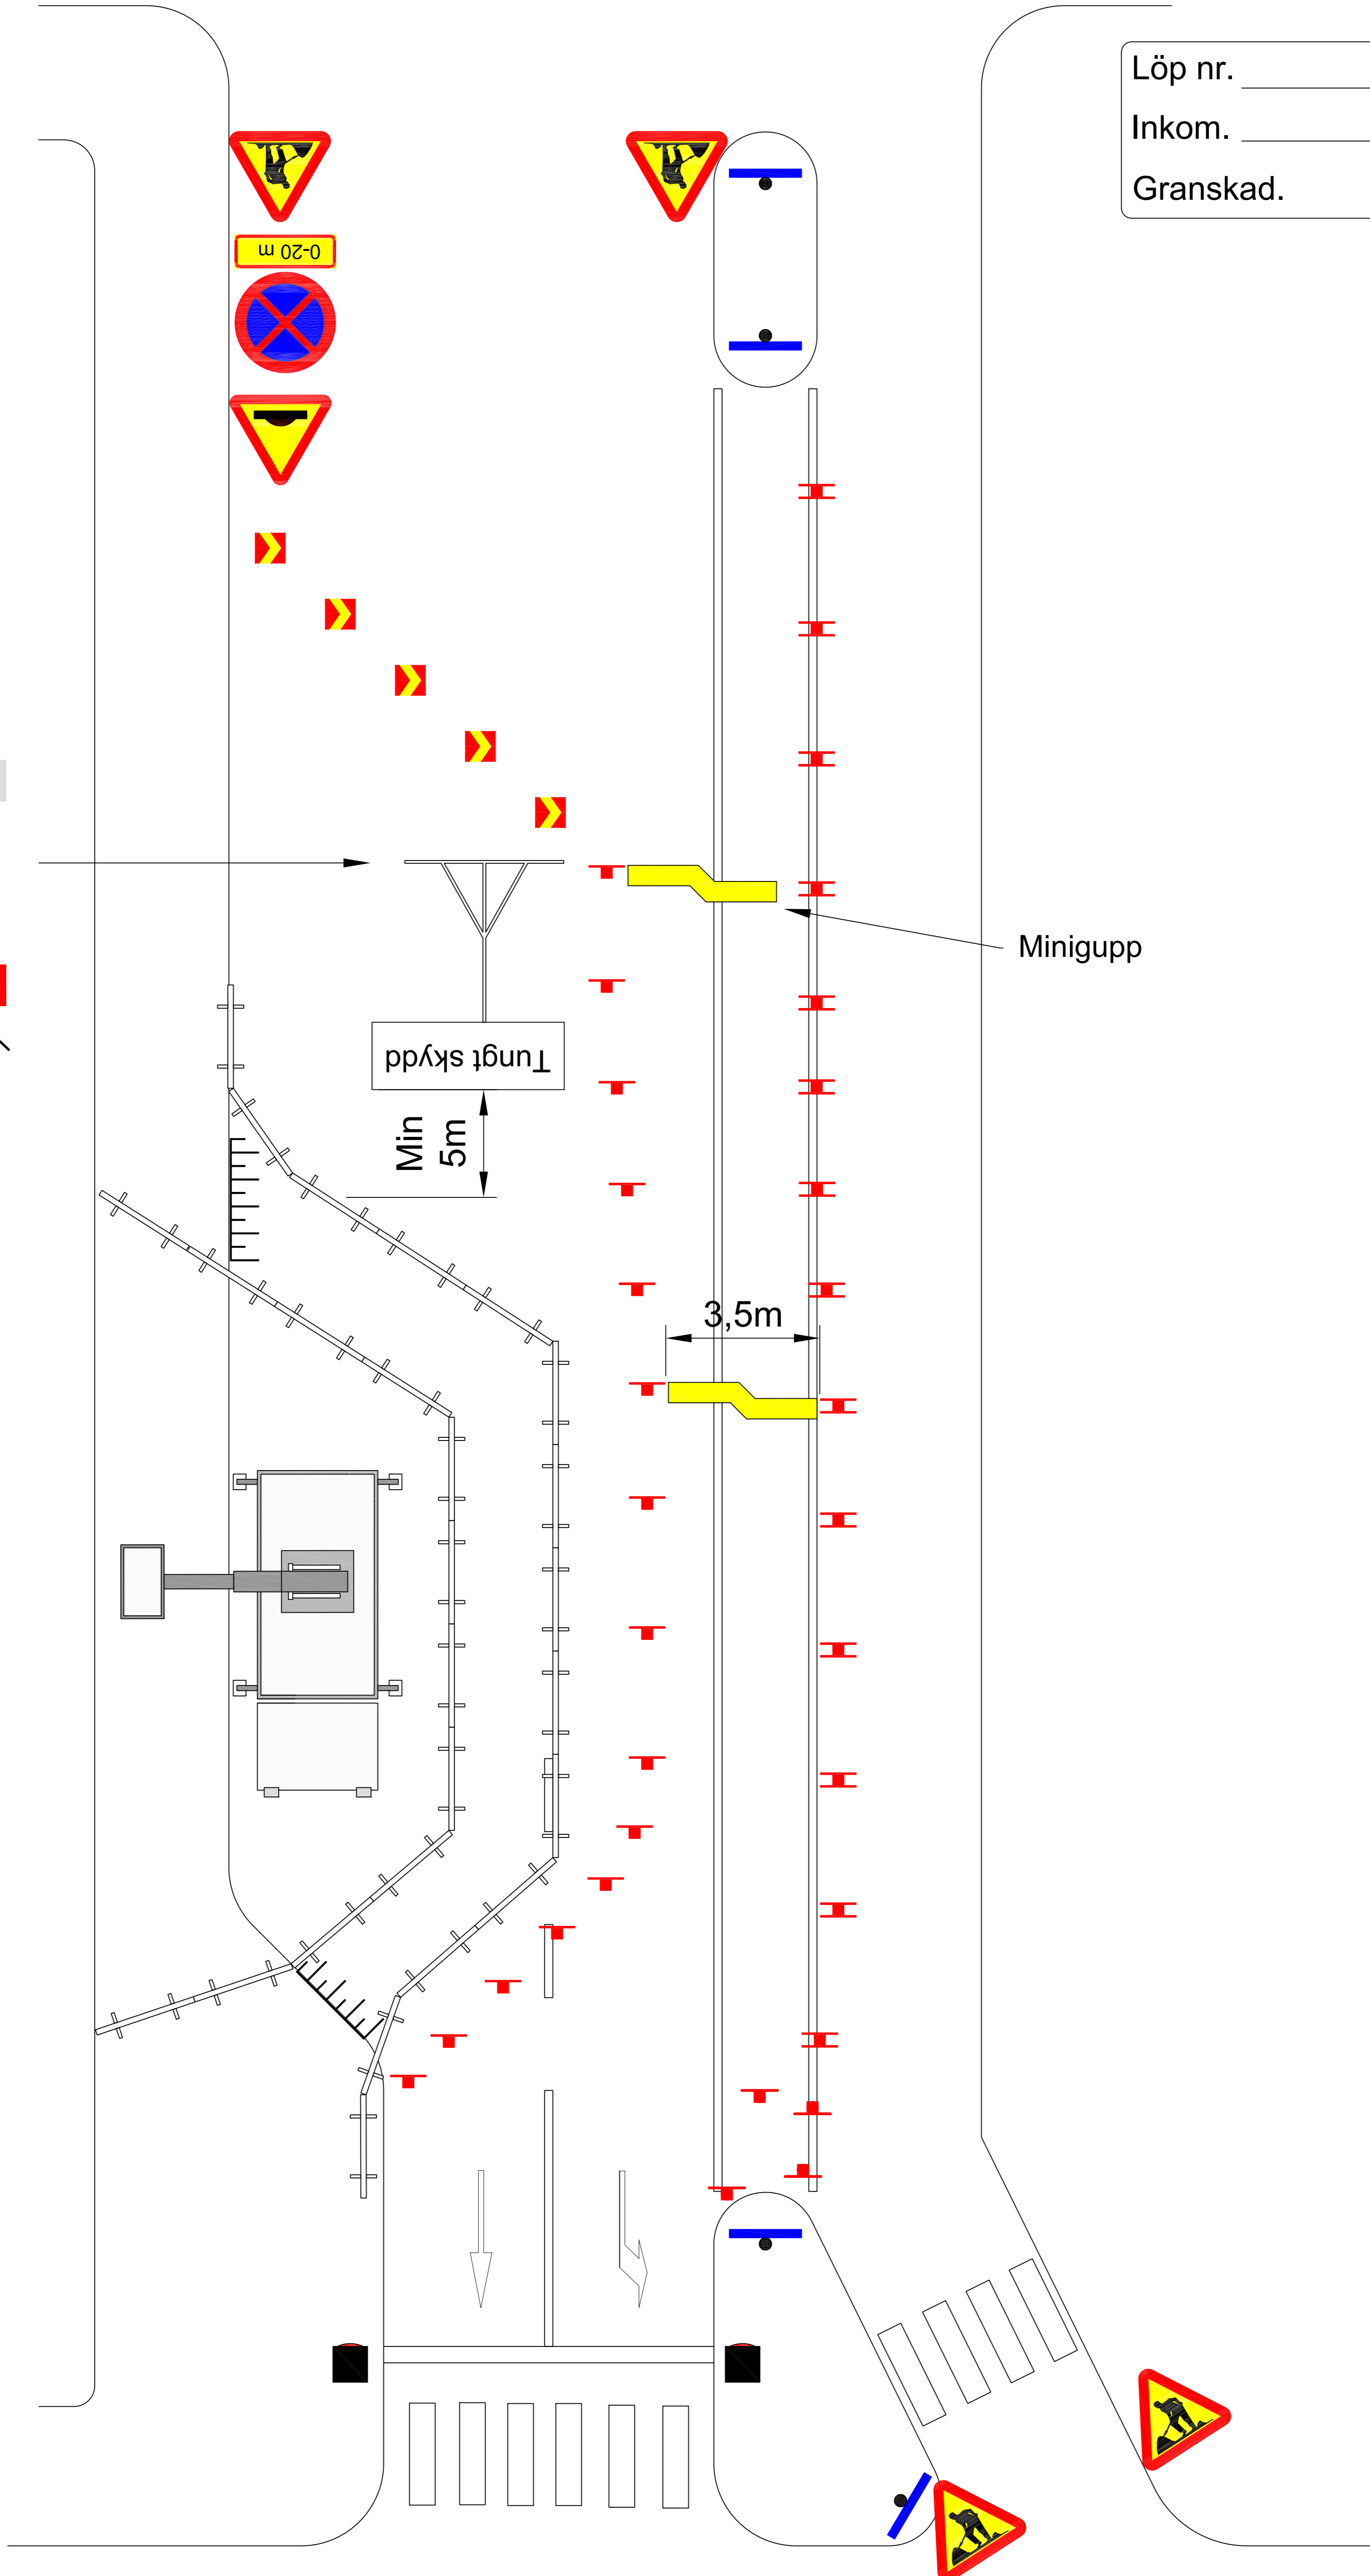 Löp nr.
Inkom.
Granskad.
0-20 m
Minigupp
Tungt skydd
Min
5m
3,5m